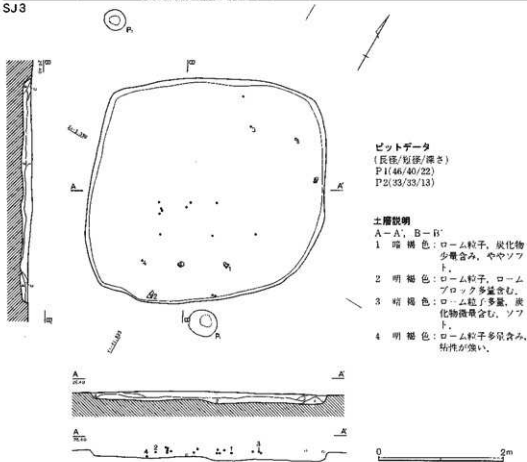 SJ3
P₁
B
B
A
A'
ピットデータ
(長径/短径/深さ)
P1(46/40/22)
P2(33/33/13)
土層説明
A－A', B－B'
1 暗褐色：ローム粒子，炭化物
少量含み，ややソフ
ト。
2 明褐色：ローム粒子，ローム
ブロック多量含む。
3 暗褐色：ローム粒子多量，炭
化物微量含む，ソフ
ト。
4 明褐色：ローム粒子多量含み，
粘性が強い。
A
A'
A
A'
4 2 1 3
0 2m